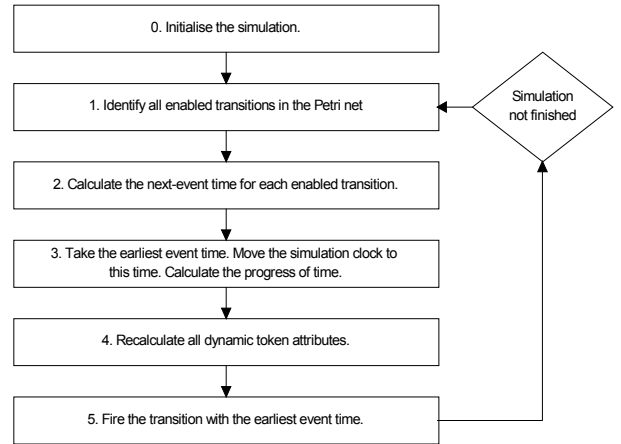 0. Initialise the simulation.
1. Identify all enabled transitions in the Petri net
Simulation
not finished
2. Calculate the next-event time for each enabled transition.
3. Take the earliest event time. Move the simulation clock to
this time. Calculate the progress of time.
4. Recalculate all dynamic token attributes.
5. Fire the transition with the earliest event time.